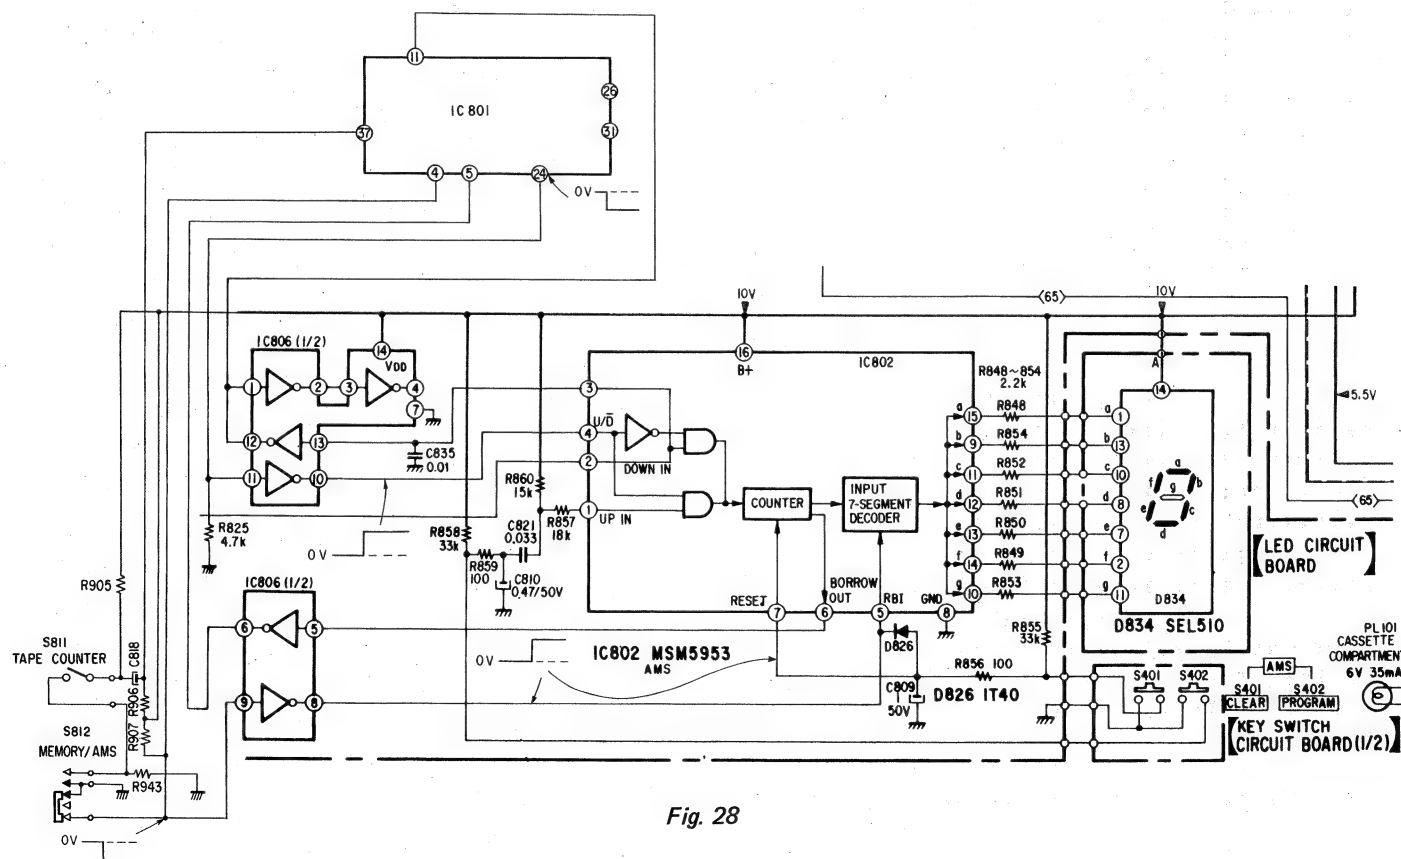 11
26
IC801
37
31
4
5
24
0V
10V
<65>
10V
IC806 (1/2)
14
VDD
1
2
3
4
7
12
13
C835
0.01
11
10
R825
4.7k
0V
16
B+
IC802
3
4
U/D̅
2
DOWN IN
1
UP IN
COUNTER
INPUT
7-SEGMENT
DECODER
R860
15k
R857
18k
R858
33k
C821
0.033
R859
100
C810
0.47/50V
RESET
7
BORROW
OUT
6
RBI
5
GND
8
D826
a
15
b
9
c
11
d
12
e
13
f
14
g
10
R848~854
2.2k
R848
R854
R852
R851
R850
R849
R853
A
14
a
1
b
13
c
10
d
8
e
7
f
2
g
11
a
b
c
d
e
f
g
D834
D834 SEL510
5.5V
<65>
【LED CIRCUIT
BOARD】
R905
IC806 (1/2)
6
5
9
8
0V
IC802 MSM5953
AMS
R855
33k
R856 100
C809
1
50V
D826 1T40
S401
S402
AMS
S401
CLEAR
S402
PROGRAM
【KEY SWITCH
CIRCUIT BOARD (1/2)】
PL101
CASSETTE
COMPARTMEN
6V 35mA
S811
TAPE COUNTER
C818
R906
R907
S812
MEMORY/AMS
R943
0V
Fig. 28